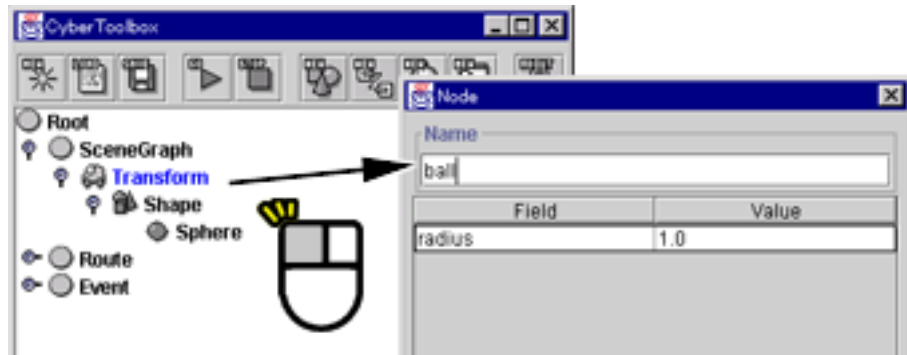 CyberToolbox
Root
SceneGraph
Transform
Shape
Sphere
Route
Event
Node
Name
ball
Field Value
radius 1.0